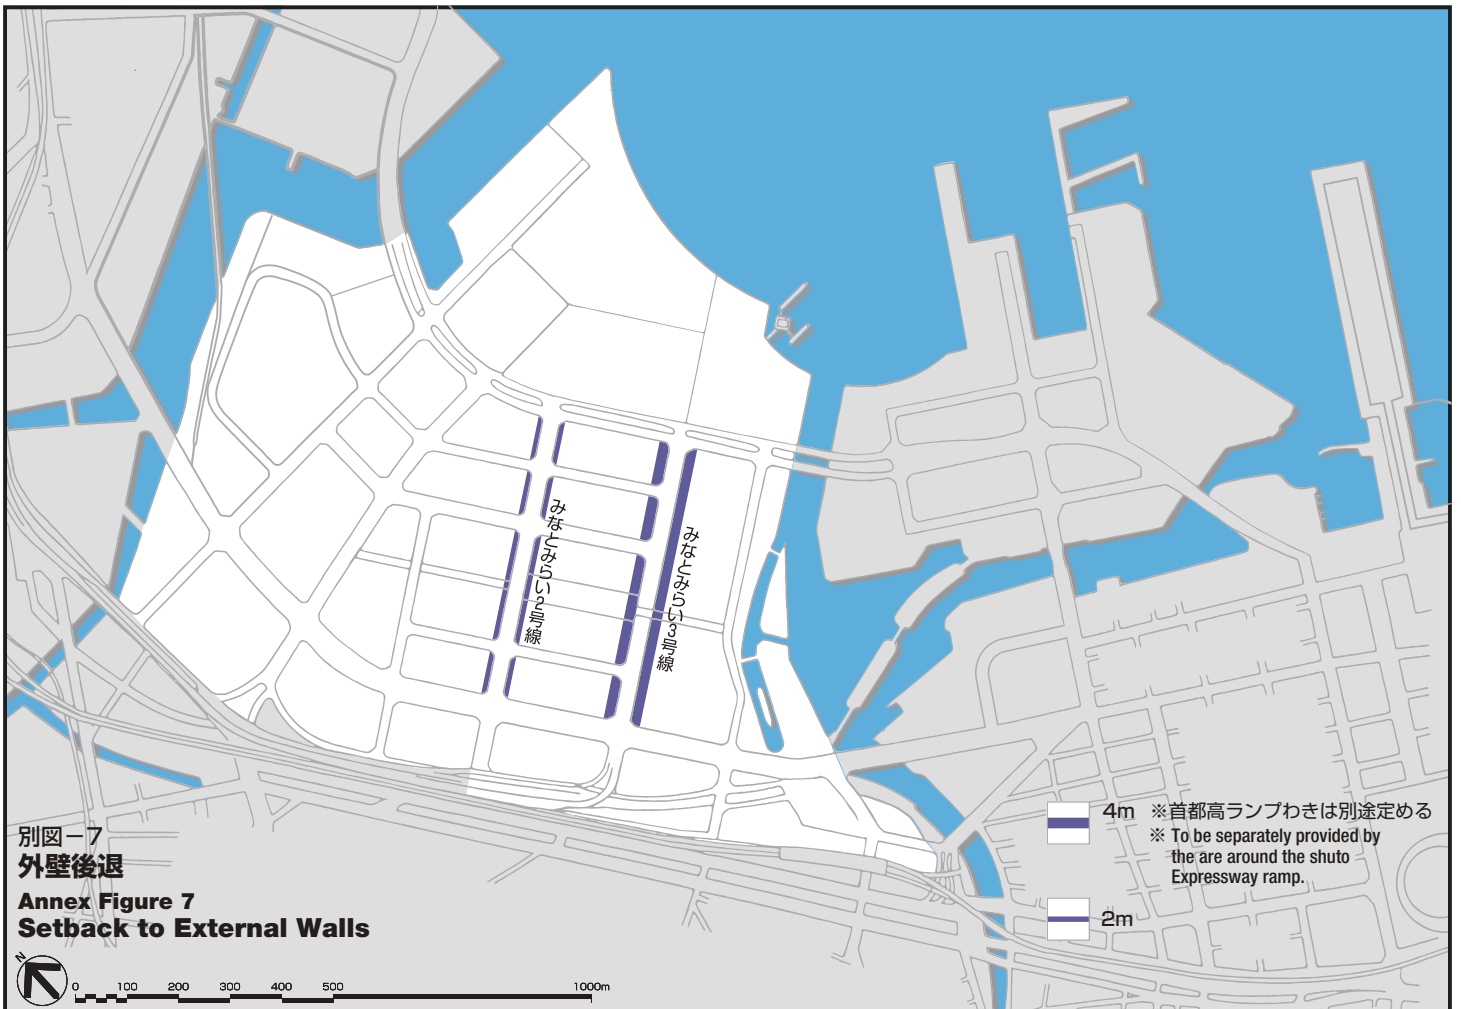 みなとみらい2号線
みなとみらい3号線
4m ※首都高ランプわきは別途定める
※ To be separately provided by
the are around the shuto
Expressway ramp.
2m
別図－7
外壁後退
Annex Figure 7
Setback to External Walls
N
0 100 200 300 400 500 1000m